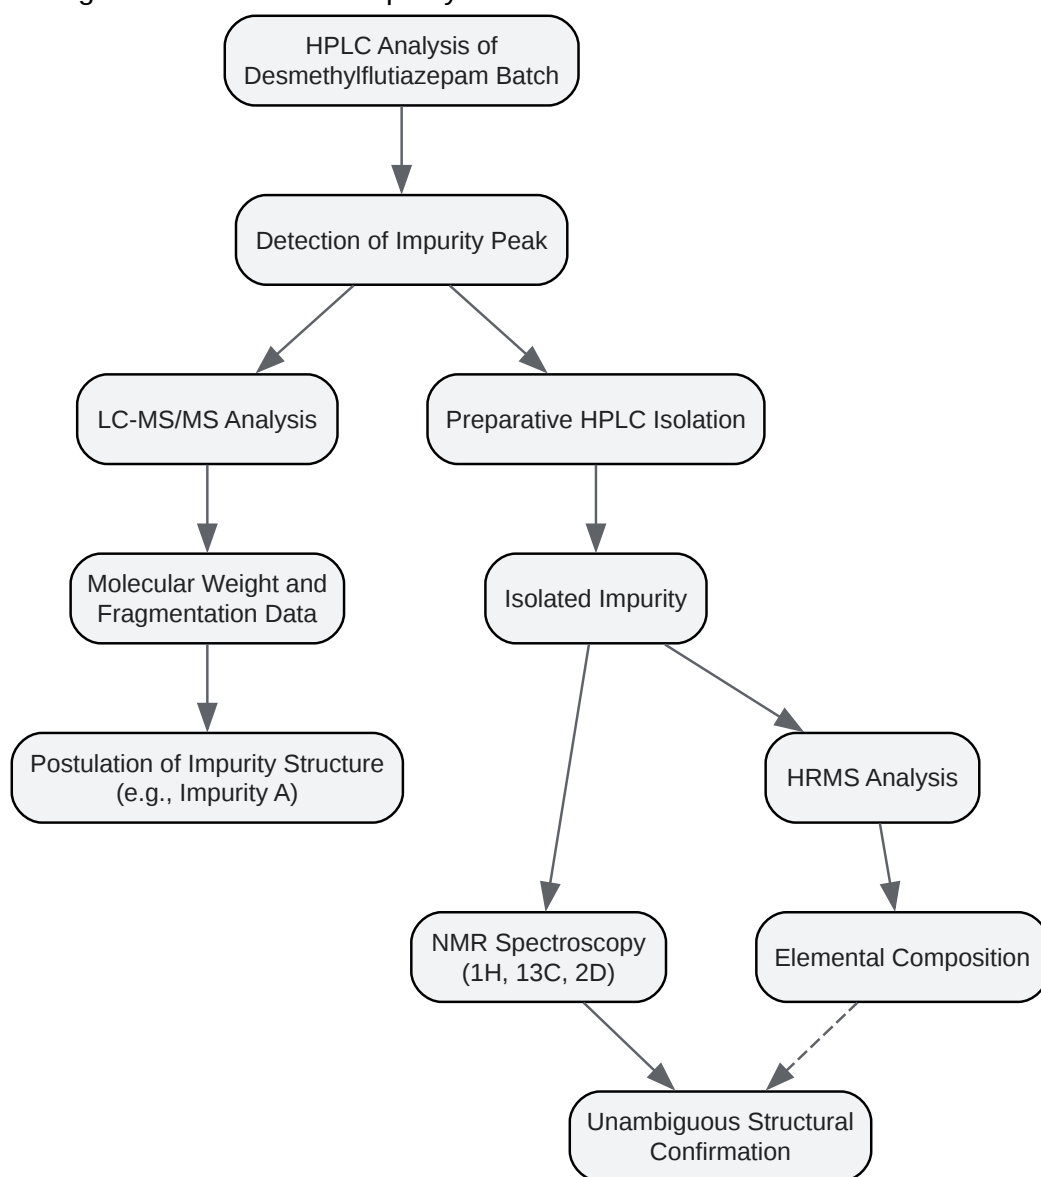 HPLC Analysis of
Desmethylflutiazepam Batch
Detection of Impurity Peak
LC-MS/MS Analysis
Preparative HPLC Isolation
Molecular Weight and
Fragmentation Data
Isolated Impurity
Postulation of Impurity Structure
(e.g., Impurity A)
HRMS Analysis
NMR Spectroscopy
(1H, 13C, 2D)
Elemental Composition
Unambiguous Structural
Confirmation